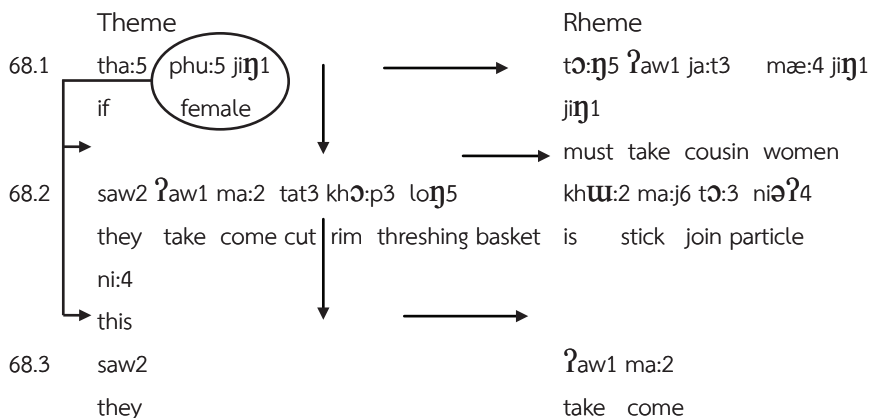 Theme Rheme
68.1 tha:5 phu:5 jiŋ1 tɔ:ŋ5 ʔaw1 ja:t3 mæ:4 jiŋ1
if female jiŋ1
must take cousin women
68.2 saw2 ʔaw1 ma:2 tat3 khɔ:p3 loŋ5 khɯ:2 ma:j6 tɔ:3 niəʔ4
they take come cut rim threshing basket is stick join particle
ni:4
this
68.3 saw2 ʔaw1 ma:2
they take come